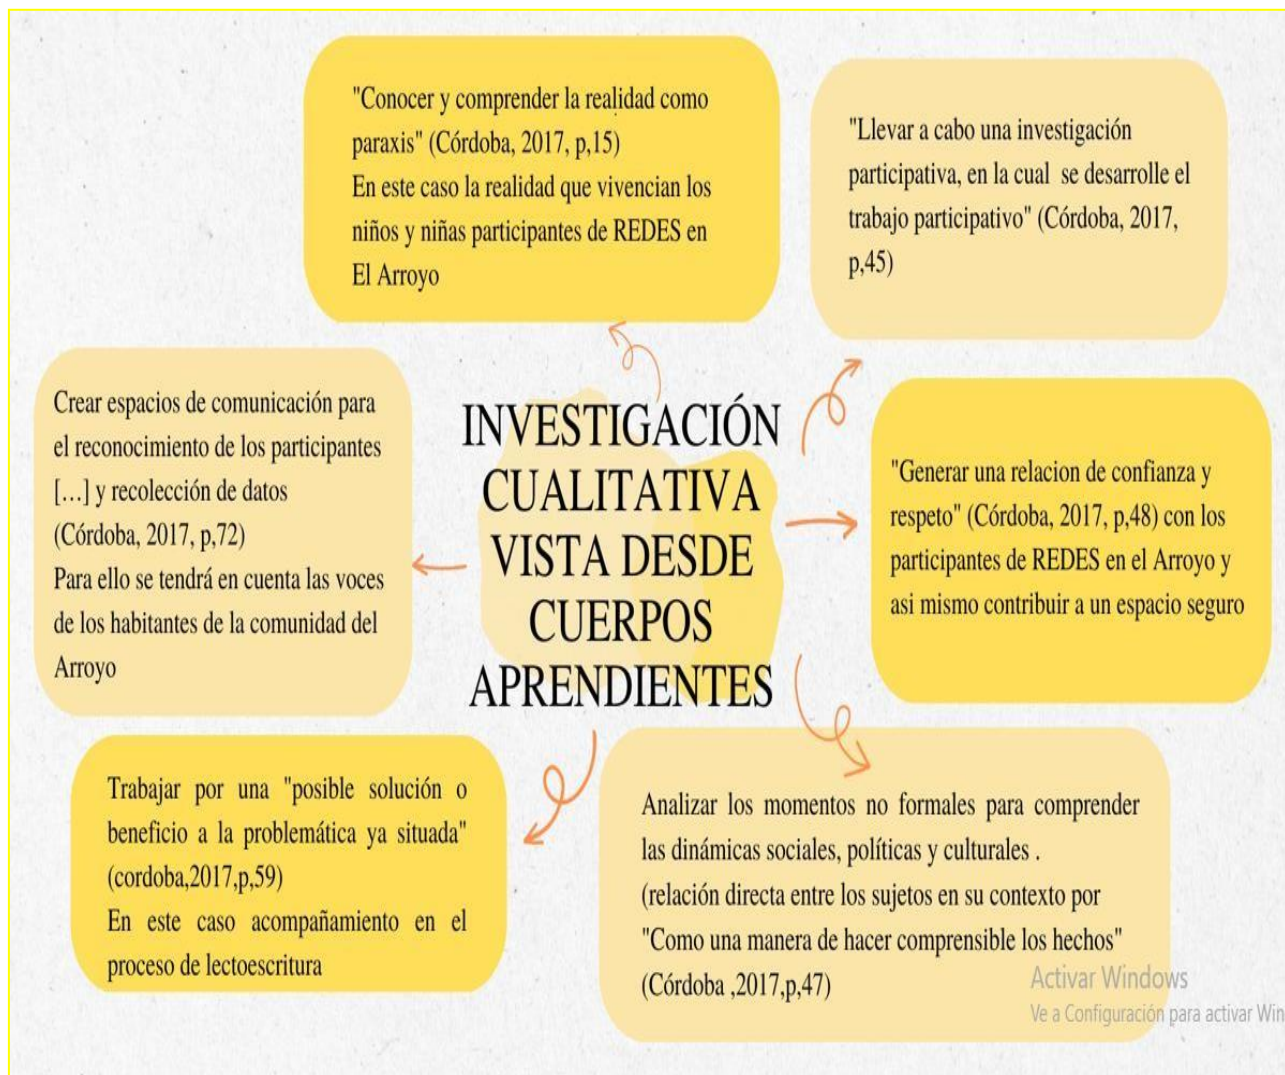 "Conocer y comprender la realidad como
paraxis" (Córdoba, 2017, p,15)
En este caso la realidad que vivencian los
niños y niñas participantes de REDES en
El Arroyo
"Llevar a cabo una investigación
participativa, en la cual se desarrolle el
trabajo participativo" (Córdoba, 2017,
p,45)
Crear espacios de comunicación para
el reconocimiento de los participantes
[...] y recolección de datos
(Córdoba, 2017, p,72)
Para ello se tendrá en cuenta las voces
de los habitantes de la comunidad del
Arroyo
INVESTIGACIÓN
CUALITATIVA
VISTA DESDE
CUERPOS
APRENDIENTES
"Generar una relacion de confianza y
respeto" (Córdoba, 2017, p,48) con los
participantes de REDES en el Arroyo y
asi mismo contribuir a un espacio seguro
Trabajar por una "posible solución o
beneficio a la problemática ya situada"
(cordoba,2017,p,59)
En este caso acompañamiento en el
proceso de lectoescritura
Analizar los momentos no formales para comprender
las dinámicas sociales, políticas y culturales .
(relación directa entre los sujetos en su contexto por
"Como una manera de hacer comprensible los hechos"
(Córdoba ,2017,p,47)
Activar Windows
Ve a Configuración para activar Win